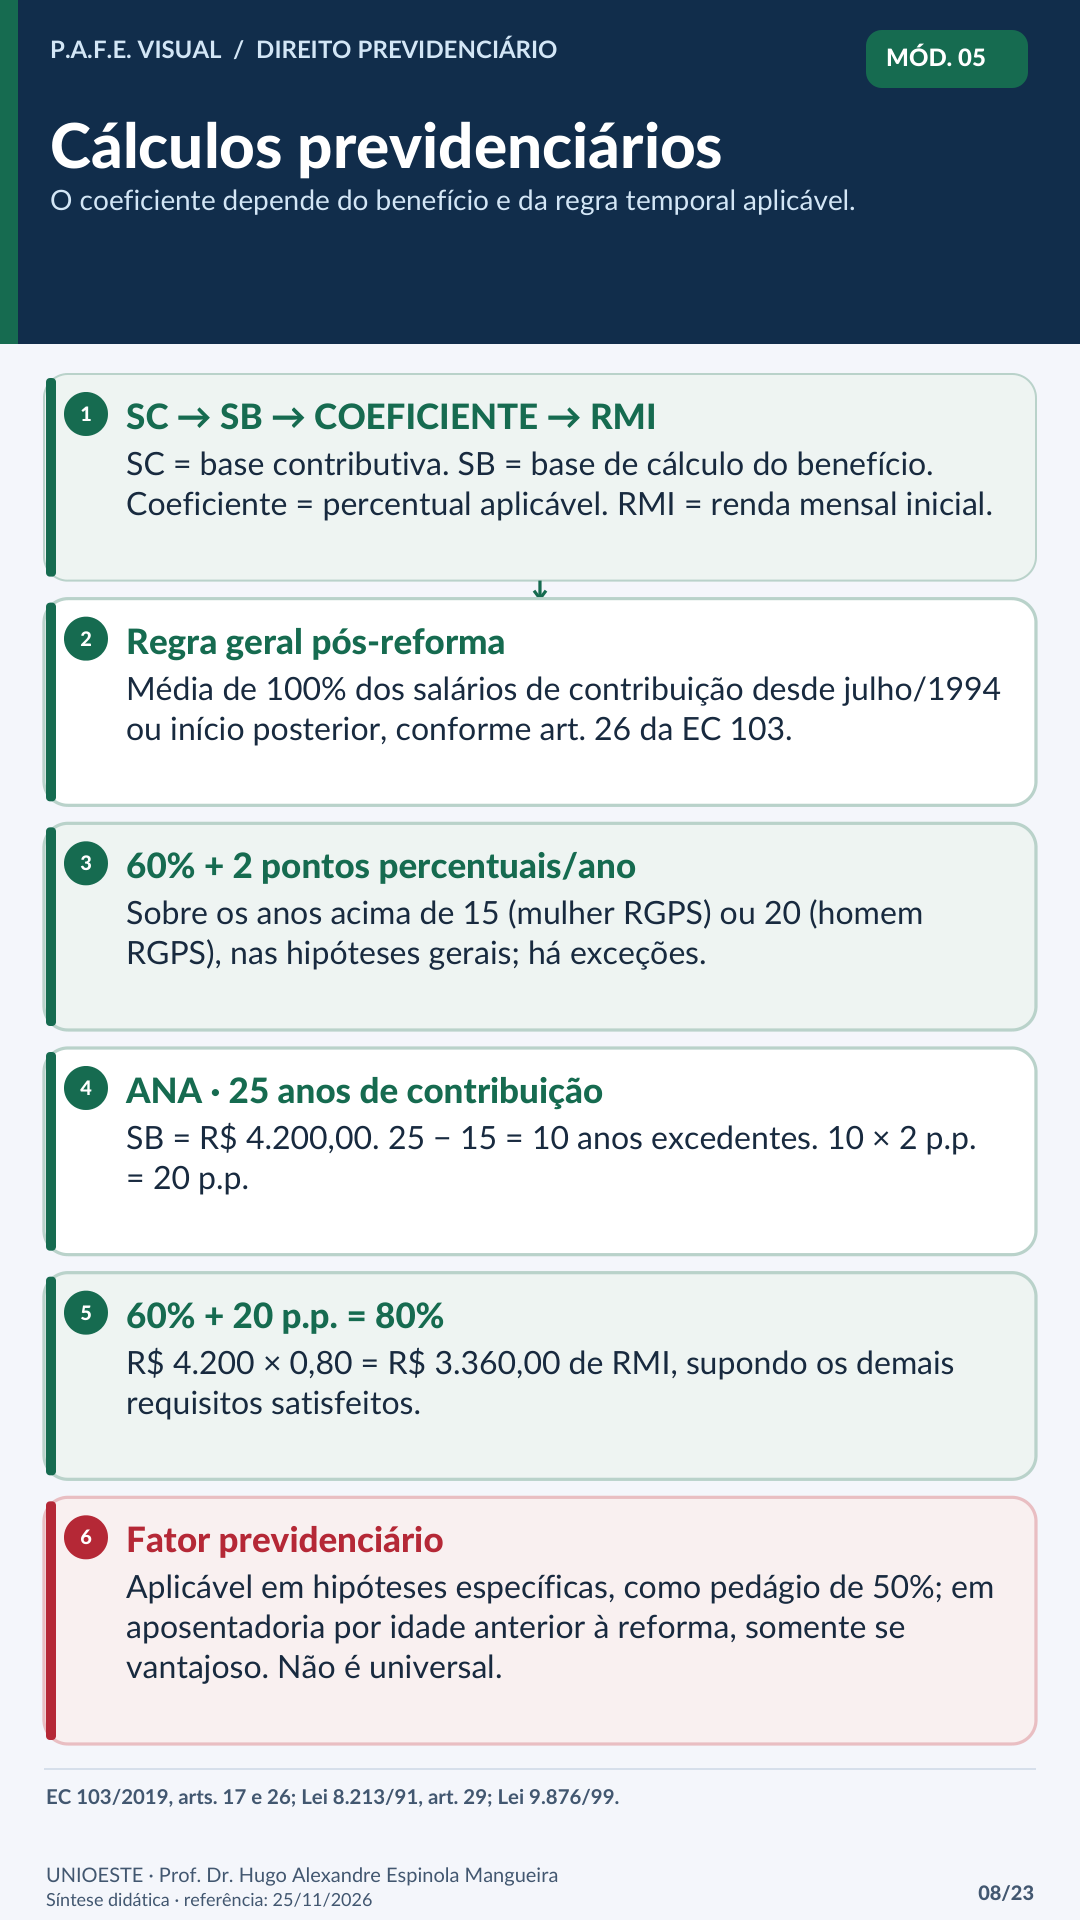 P.A.F.E. VISUAL / DIREITO PREVIDENCIÁRIO
MÓD. 05
Cálculos previdenciários
O coeficiente depende do benefício e da regra temporal aplicável.
1 SC → SB → COEFICIENTE → RMI
SC = base contributiva. SB = base de cálculo do benefício.
Coeficiente = percentual aplicável. RMI = renda mensal inicial.
↓
2 Regra geral pós-reforma
Média de 100% dos salários de contribuição desde julho/1994
ou início posterior, conforme art. 26 da EC 103.
3 60% + 2 pontos percentuais/ano
Sobre os anos acima de 15 (mulher RGPS) ou 20 (homem
RGPS), nas hipóteses gerais; há exceções.
4 ANA · 25 anos de contribuição
SB = R$ 4.200,00. 25 − 15 = 10 anos excedentes. 10 × 2 p.p.
= 20 p.p.
5 60% + 20 p.p. = 80%
R$ 4.200 × 0,80 = R$ 3.360,00 de RMI, supondo os demais
requisitos satisfeitos.
6 Fator previdenciário
Aplicável em hipóteses específicas, como pedágio de 50%; em
aposentadoria por idade anterior à reforma, somente se
vantajoso. Não é universal.
EC 103/2019, arts. 17 e 26; Lei 8.213/91, art. 29; Lei 9.876/99.
UNIOESTE · Prof. Dr. Hugo Alexandre Espinola Mangueira
Síntese didática · referência: 25/11/2026
08/23